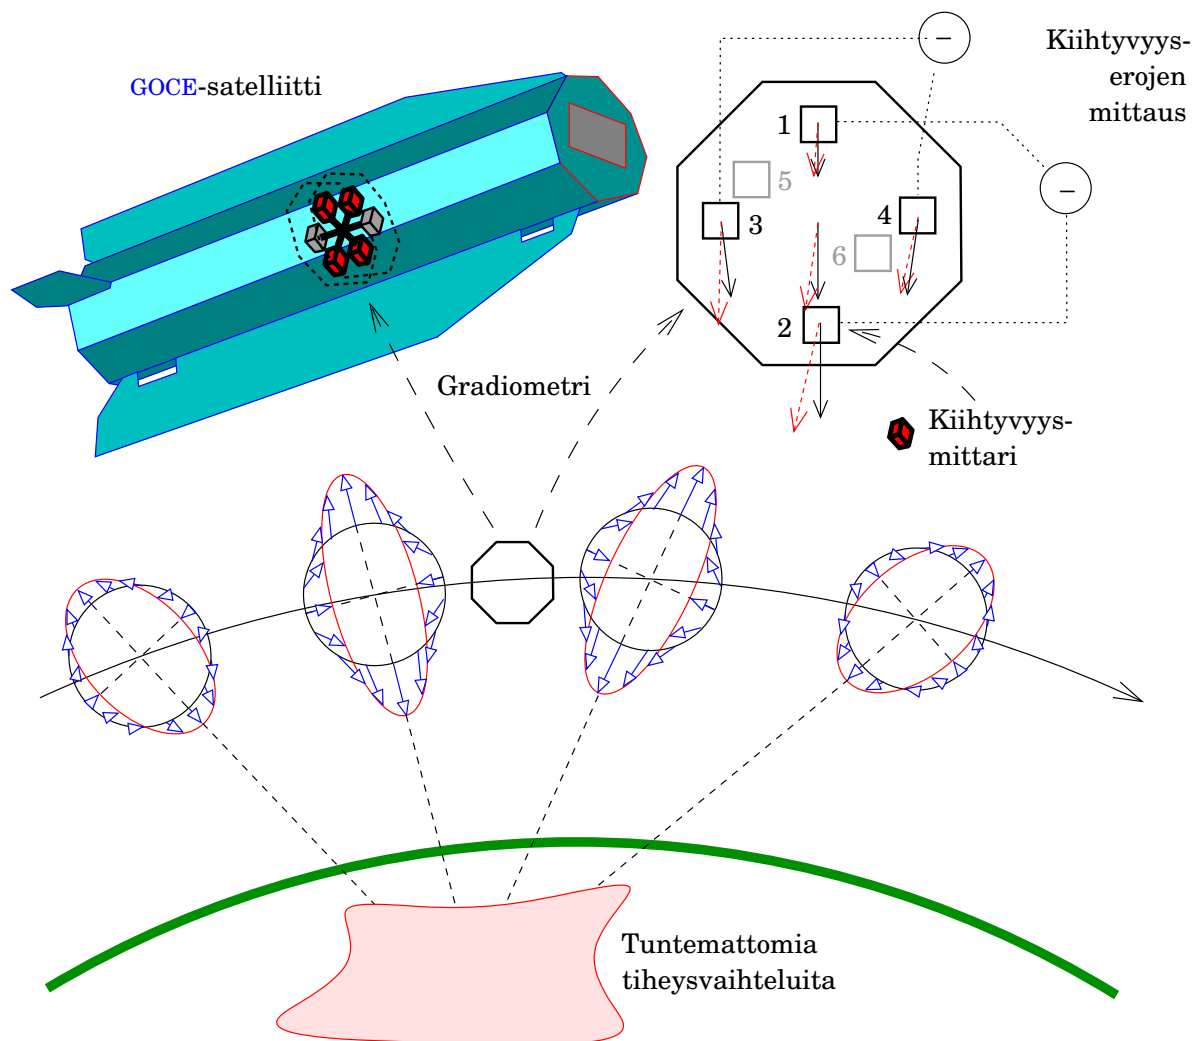 GOCE-satelliitti
Kiihtyvyys-
erojen
mittaus
−
−
1
5
3
4
6
2
Gradiometri
Kiihtyvyys-
mittari
Tuntemattomia
tiheysvaihteluita